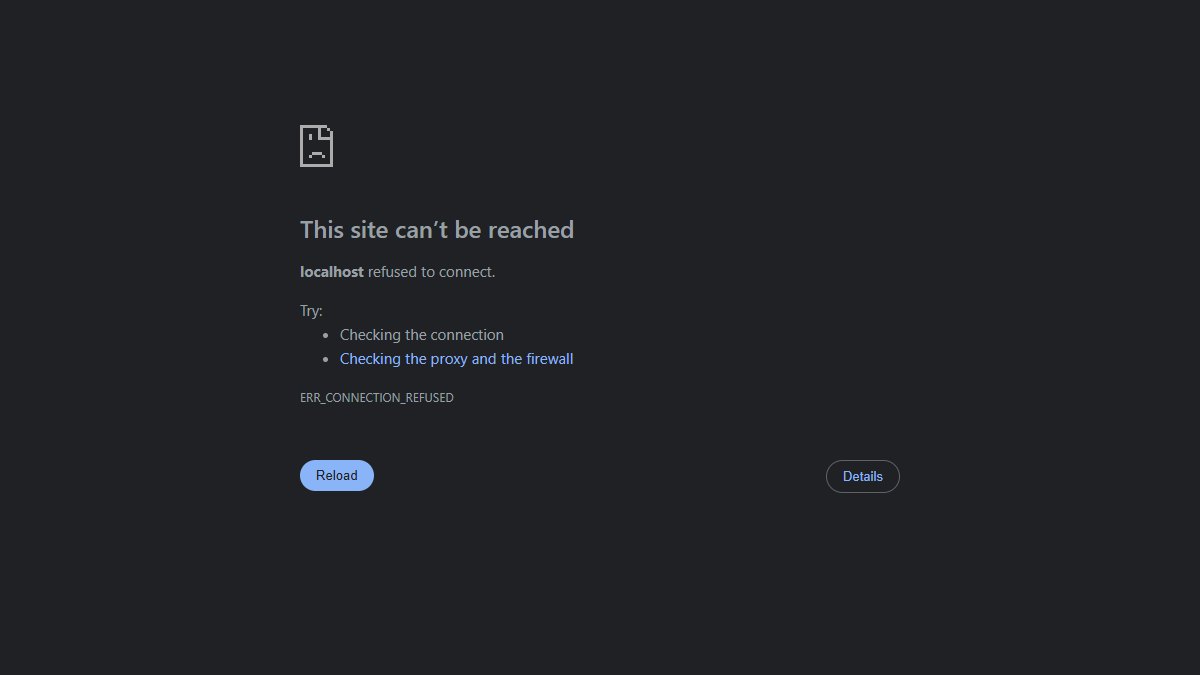 This site can’t be reached
localhost refused to connect.
Try:
Checking the connection
Checking the proxy and the firewall
ERR_CONNECTION_REFUSED
Reload
Details